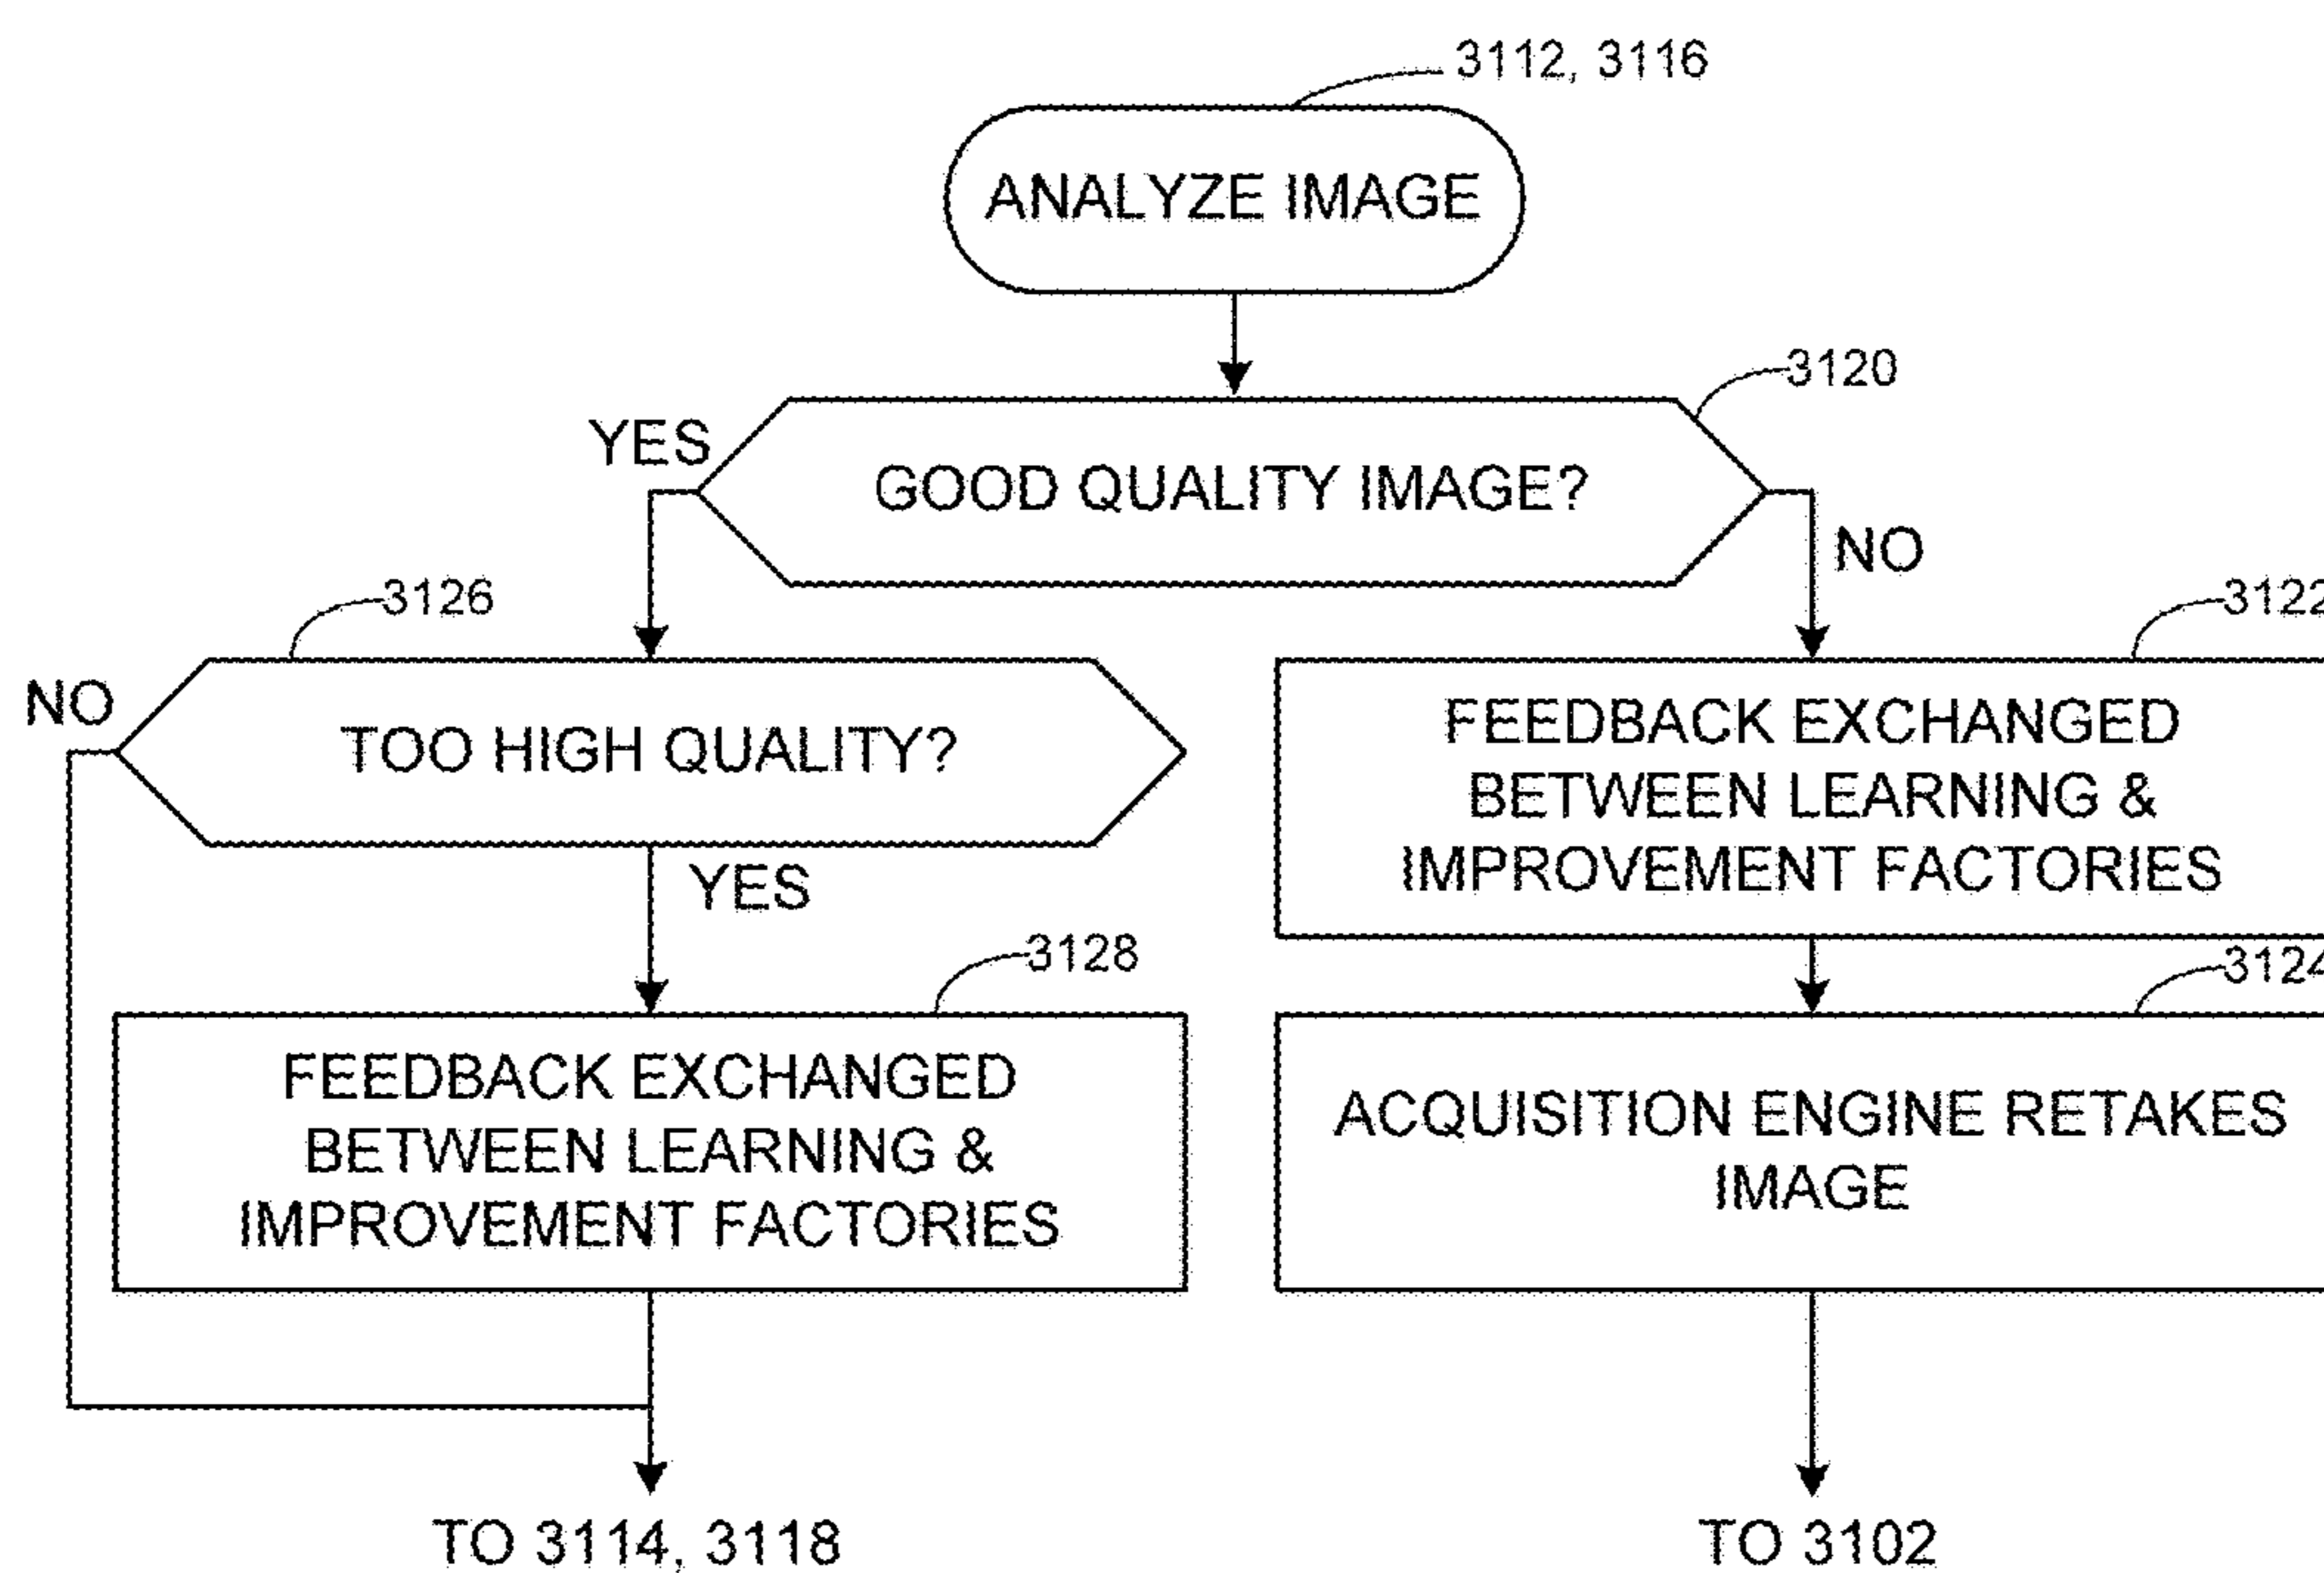 3112, 3116
ANALYZE IMAGE
3120
YES
GOOD QUALITY IMAGE?
NO
3126
3122
NO
TOO HIGH QUALITY?
FEEDBACK EXCHANGED
BETWEEN LEARNING &
IMPROVEMENT FACTORIES
YES
3128
3124
FEEDBACK EXCHANGED
BETWEEN LEARNING &
IMPROVEMENT FACTORIES
ACQUISITION ENGINE RETAKES
IMAGE
TO 3114, 3118
TO 3102